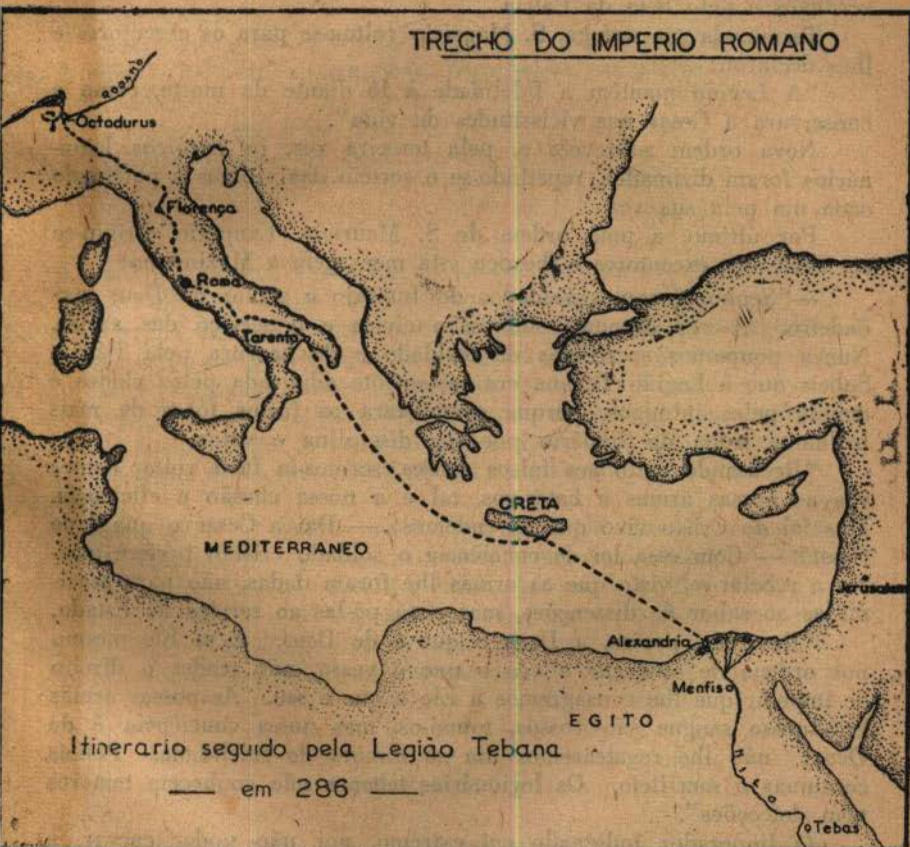 TRECHO DO IMPERIO ROMANO
RODANO
Octodurus
Florença
Roma
Tarento
CRETA
MEDITERRANEO
Jerusalem
Alexandria
Menfis
EGITO
Itinerario seguido pela Legião Tebana
em 286
Tebas